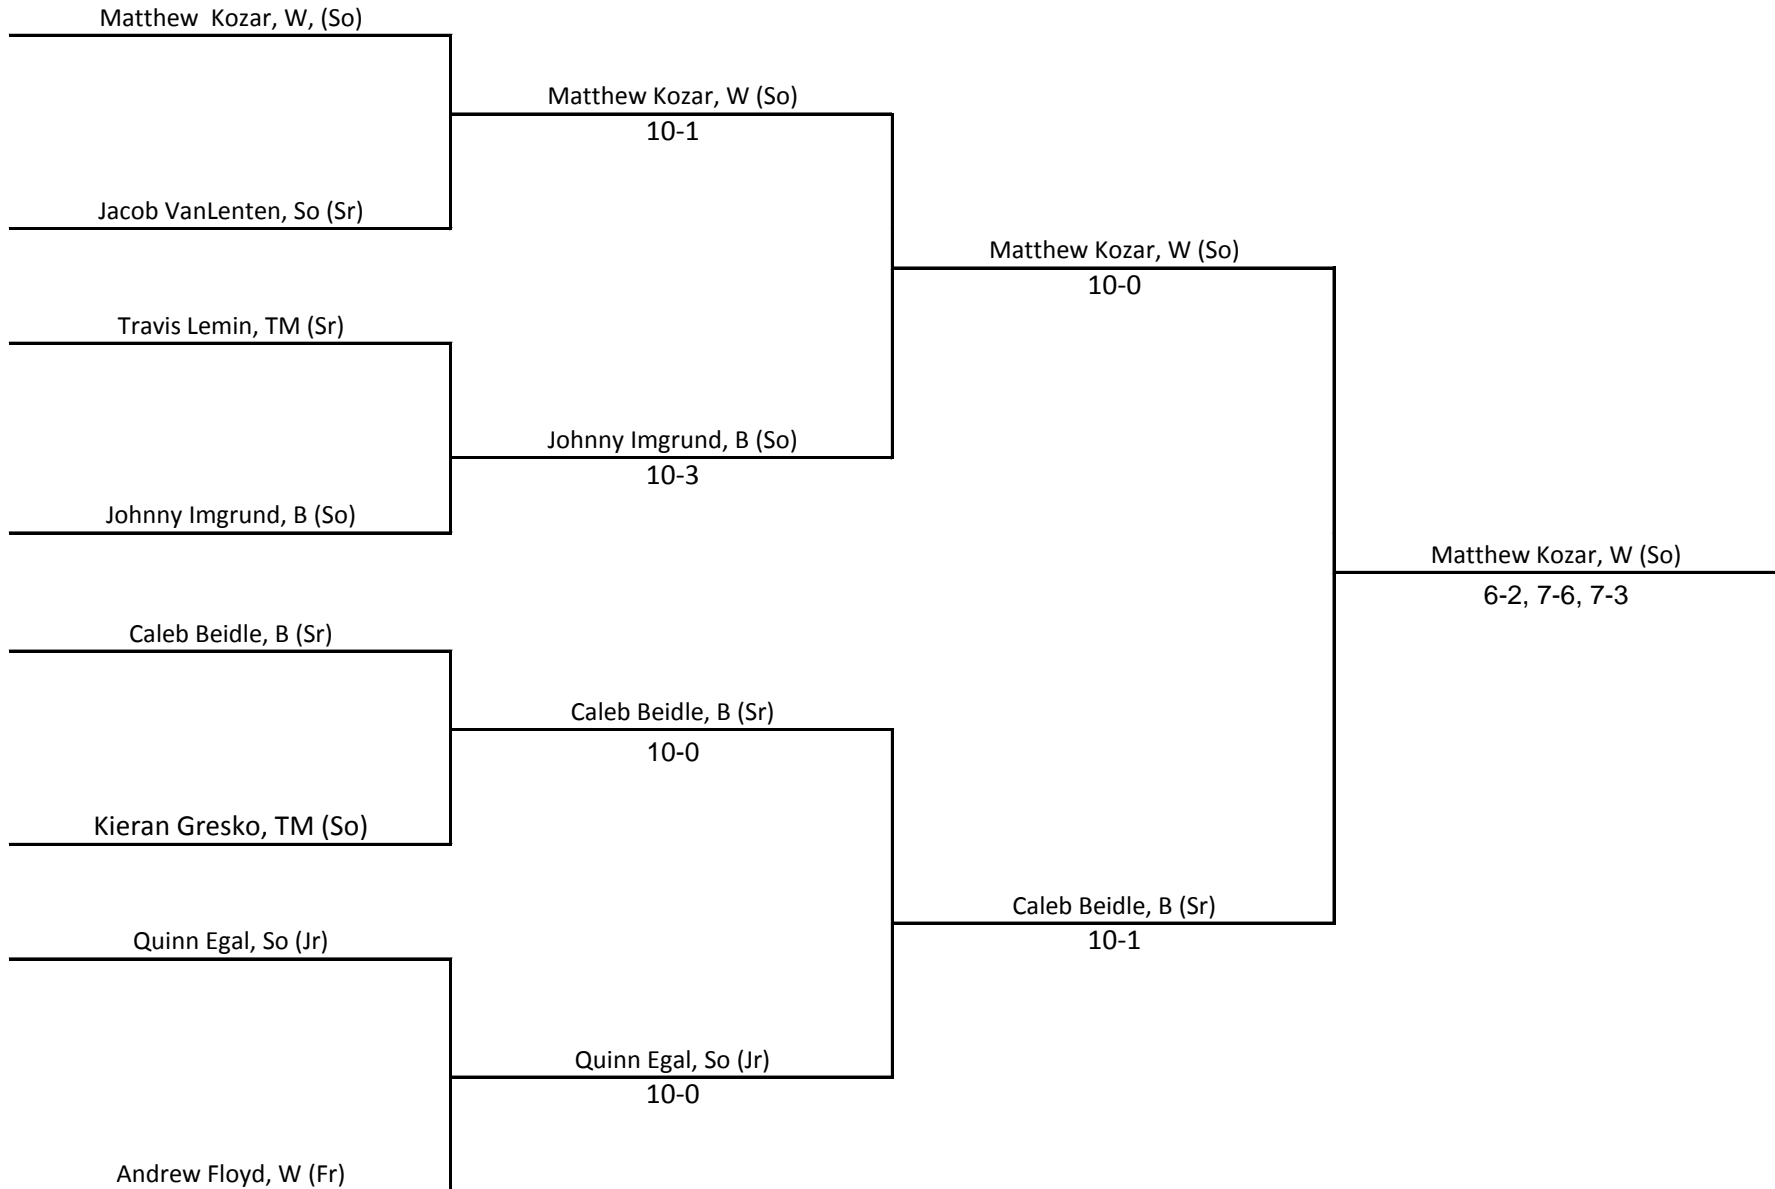 Matthew  Kozar, W, (So)
Matthew Kozar, W (So)
10-1
Jacob VanLenten, So (Sr)
Matthew Kozar, W (So)
10-0
Travis Lemin, TM (Sr)
Johnny Imgrund, B (So)
10-3
Johnny Imgrund, B (So)
Matthew Kozar, W (So)
6-2, 7-6, 7-3
Caleb Beidle, B (Sr)
Caleb Beidle, B (Sr)
10-0
Kieran Gresko, TM (So)
Caleb Beidle, B (Sr)
10-1
Quinn Egal, So (Jr)
Quinn Egal, So (Jr)
10-0
Andrew Floyd, W (Fr)